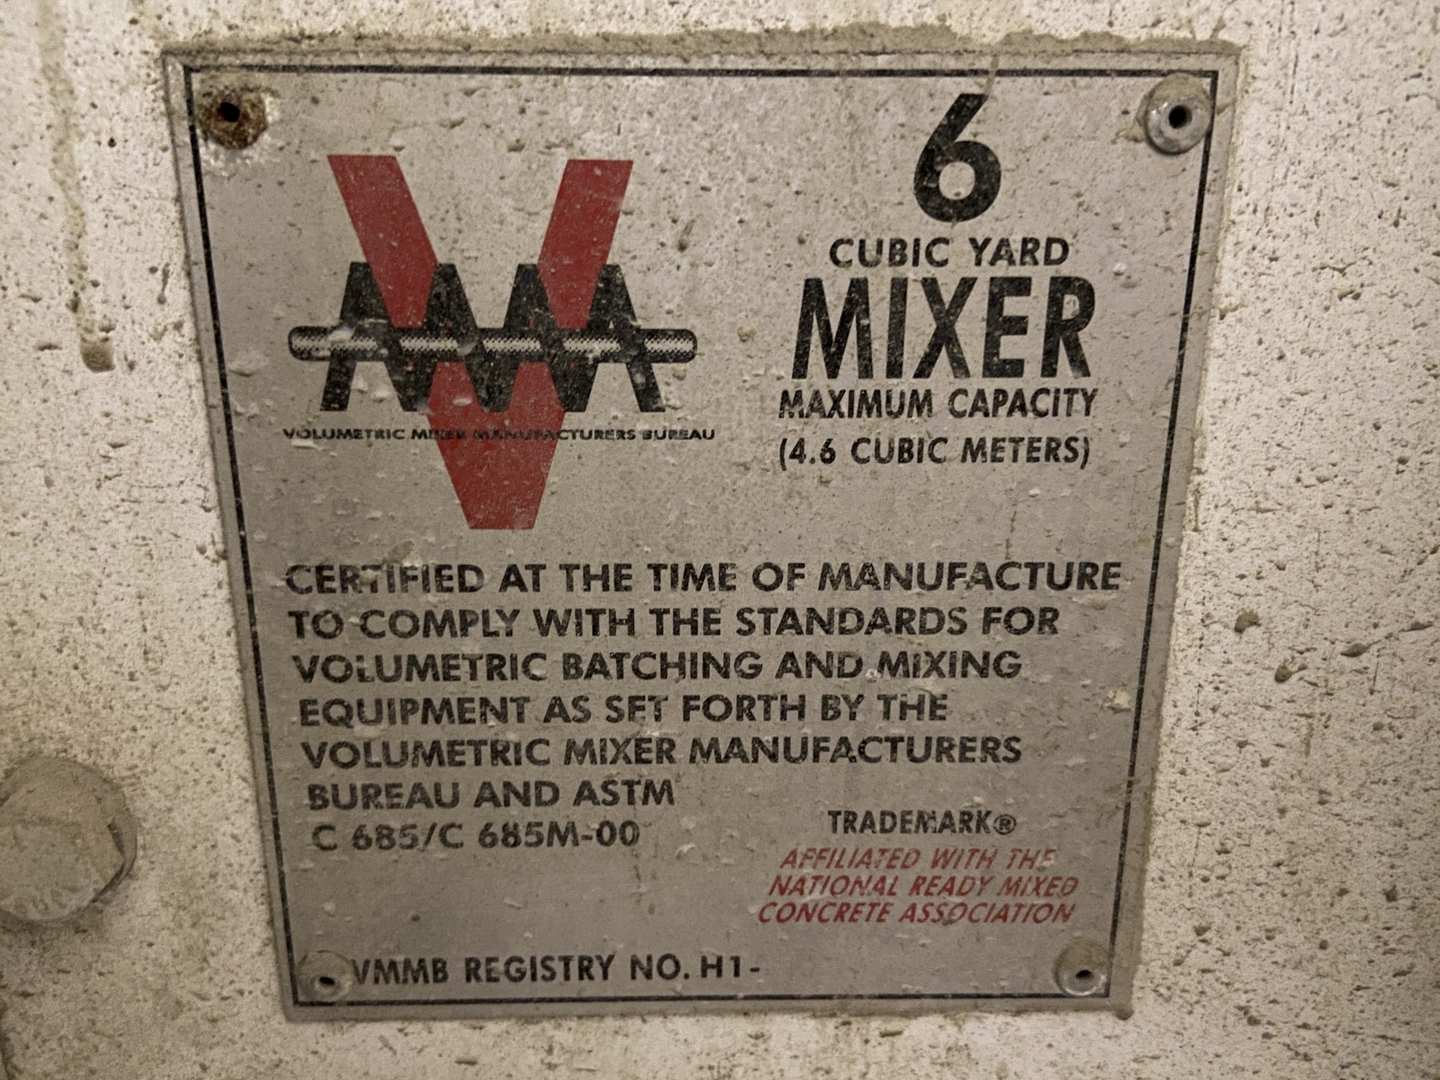 6
CUBIC YARD
MIXER
MAXIMUM CAPACITY
(4.6 CUBIC METERS)
VOLUMETRIC MIXER MANUFACTURERS BUREAU
CERTIFIED AT THE TIME OF MANUFACTURE
TO COMPLY WITH THE STANDARDS FOR
VOLUMETRIC BATCHING AND MIXING
EQUIPMENT AS SET FORTH BY THE
VOLUMETRIC MIXER MANUFACTURERS
BUREAU AND ASTM
C 685/C 685M-00
TRADEMARK®
AFFILIATED WITH THE
NATIONAL READY MIXED
CONCRETE ASSOCIATION
VMMB REGISTRY NO. H1-